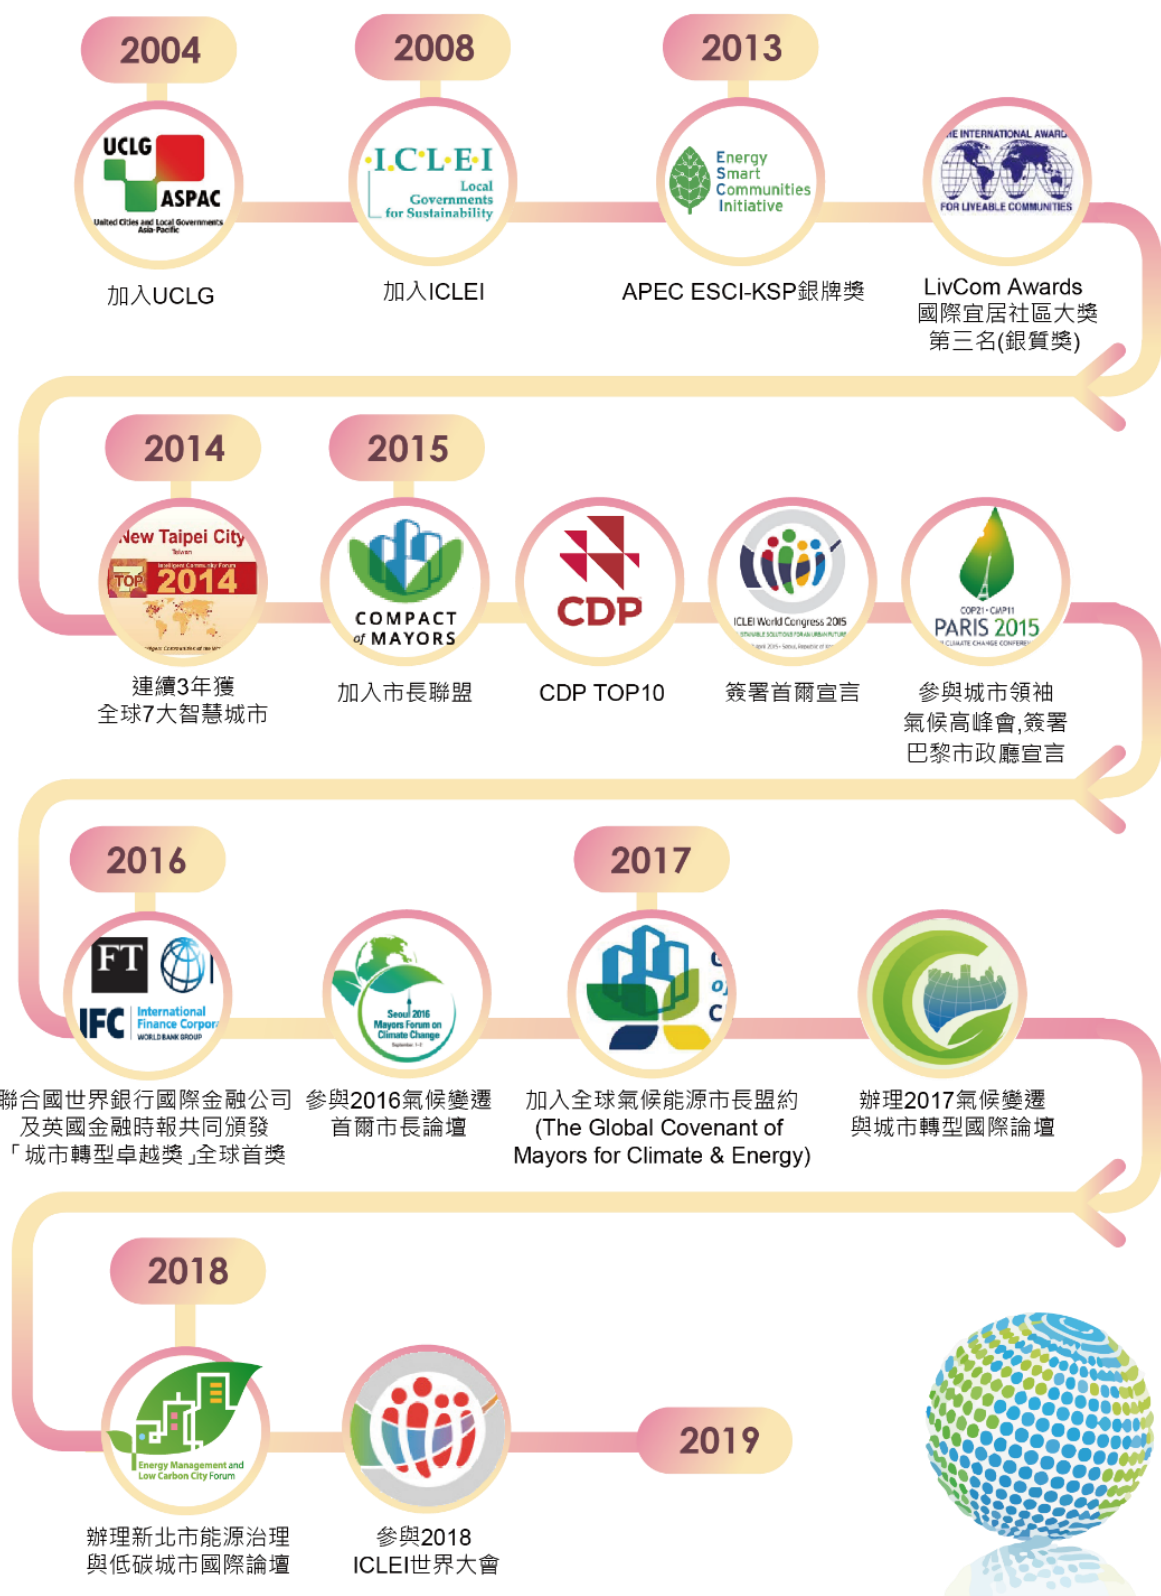 2004
2008
2013
UCLG
ASPAC
United Cities and Local Governments
Asia-Pacific
I.C.L.E.I
Local
Governments
for Sustainability
Energy
Smart
Communities
Initiative
THE INTERNATIONAL AWARD
FOR LIVEABLE COMMUNITIES
加入UCLG
加入ICLEI
APEC ESCI-KSP銀牌獎
LivCom Awards
國際宜居社區大獎
第三名(銀質獎)
2014
2015
New Taipei City
Taiwan
Intelligent Community Forum
TOP 7
2014
COMPACT
of MAYORS
CDP
ICLEI World Congress 2015
COP21·CMP11
PARIS 2015
連續3年獲
全球7大智慧城市
加入市長聯盟
CDP TOP10
簽署首爾宣言
參與城市領袖
氣候高峰會,簽署
巴黎市政廳宣言
2016
2017
FT
IFC
International
Finance Corpor
WORLD BANK GROUP
Seoul 2016
Mayors Forum on
Climate Change
of
C
聯合國世界銀行國際金融公司
及英國金融時報共同頒發
「城市轉型卓越獎」全球首獎
參與2016氣候變遷
首爾市長論壇
加入全球氣候能源市長盟約
(The Global Covenant of
Mayors for Climate & Energy)
辦理2017氣候變遷
與城市轉型國際論壇
2018
Energy Management and
Low Carbon City Forum
2019
辦理新北市能源治理
與低碳城市國際論壇
參與2018
ICLEI世界大會